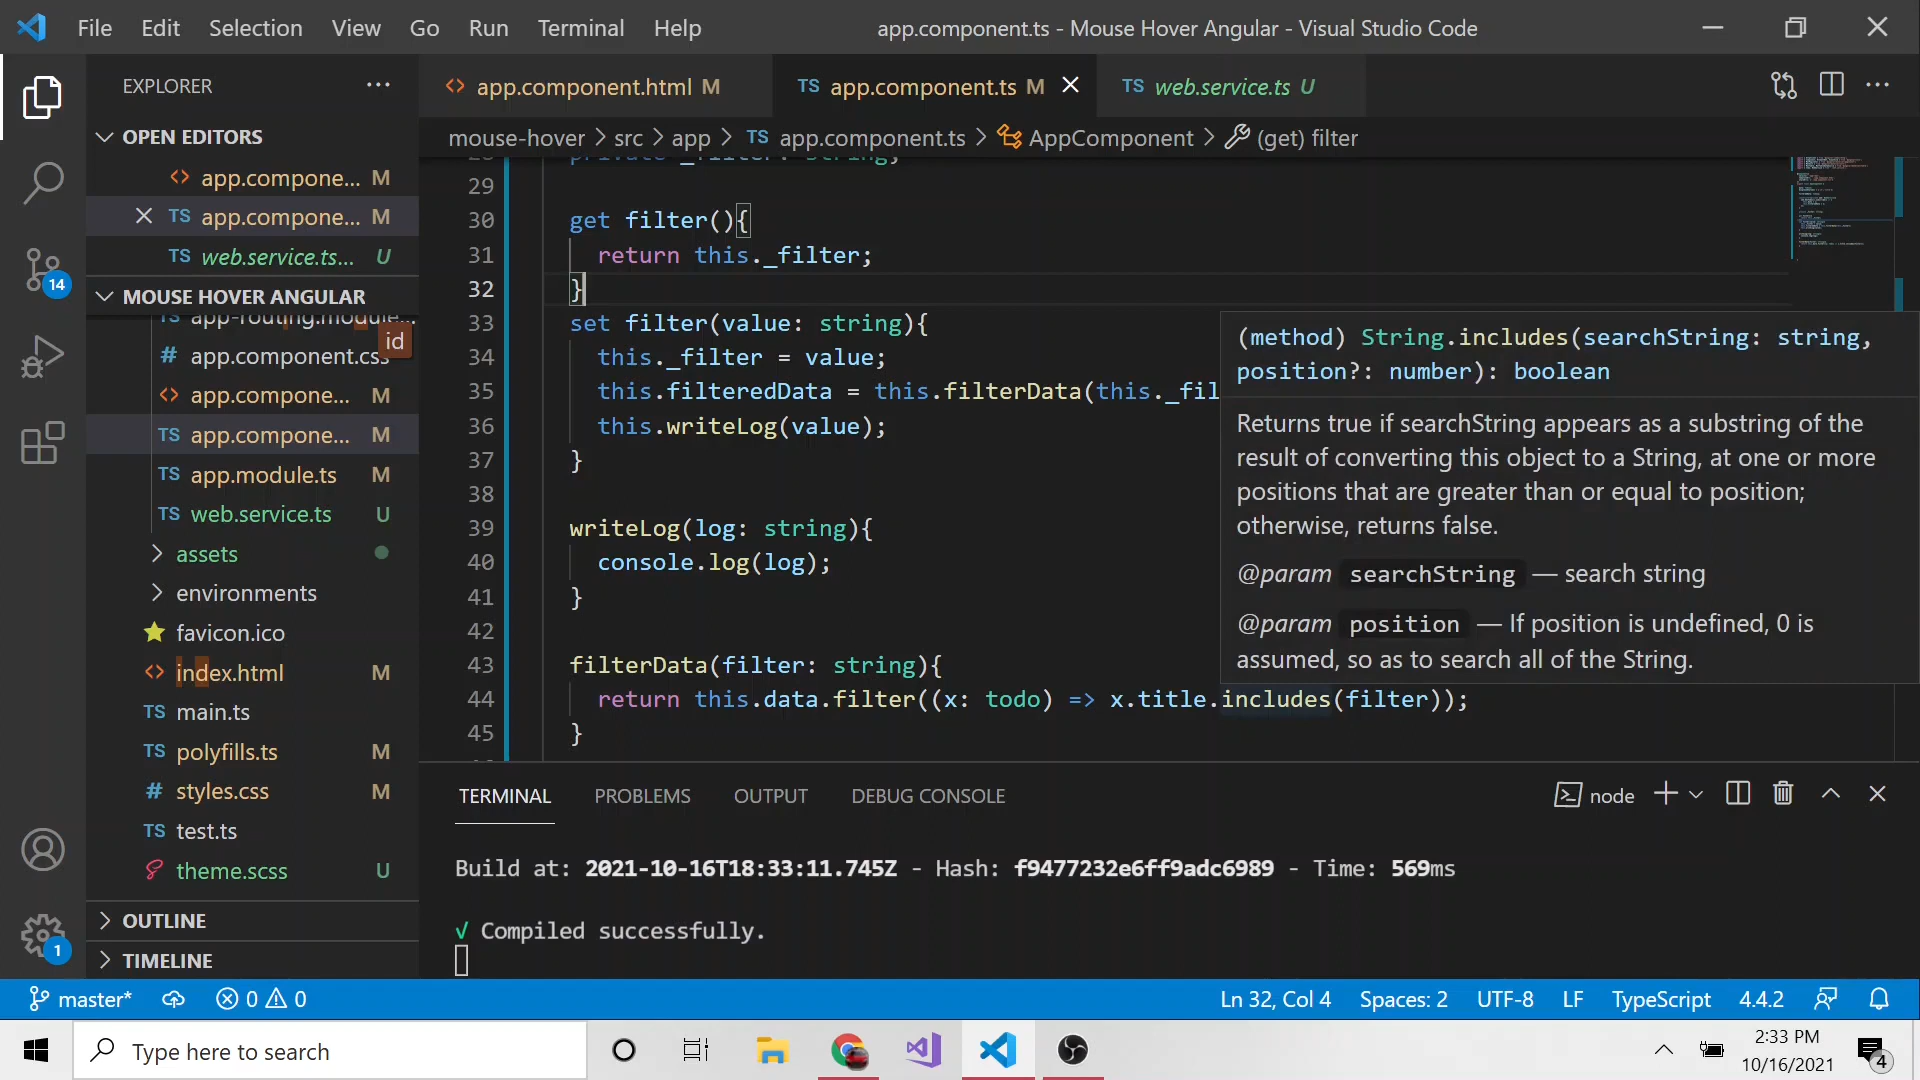 File Edit Selection View Go Run Terminal Help
app.component.ts - Mouse Hover Angular - Visual Studio Code
EXPLORER
OPEN EDITORS
app.compone... M
TS app.compone... M
TS web.service.ts... U
MOUSE HOVER ANGULAR
TS app-routing.module...
id
# app.component.css
app.compone... M
TS app.compone... M
TS app.module.ts M
TS web.service.ts U
assets
environments
favicon.ico
index.html M
TS main.ts
TS polyfills.ts M
# styles.css M
TS test.ts
theme.scss U
OUTLINE
TIMELINE
14
1
app.component.html M
TS app.component.ts M
TS web.service.ts U
mouse-hover > src > app > TS app.component.ts > AppComponent > (get) filter
28 private _filter: string;
29
30 get filter(){
31 return this._filter;
32 }
33 set filter(value: string){
34 this._filter = value;
35 this.filteredData = this.filterData(this._fil
36 this.writeLog(value);
37 }
38
39 writeLog(log: string){
40 console.log(log);
41 }
42
43 filterData(filter: string){
44 return this.data.filter((x: todo) => x.title.includes(filter));
45 }
(method) String.includes(searchString: string,
position?: number): boolean
Returns true if searchString appears as a substring of the
result of converting this object to a String, at one or more
positions that are greater than or equal to position;
otherwise, returns false.
@param searchString — search string
@param position — If position is undefined, 0 is
assumed, so as to search all of the String.
TERMINAL PROBLEMS OUTPUT DEBUG CONSOLE
node
Build at: 2021-10-16T18:33:11.745Z - Hash: f9477232e6ff9adc6989 - Time: 569ms
√ Compiled successfully.
master* 0 0
Ln 32, Col 4 Spaces: 2 UTF-8 LF TypeScript 4.4.2
Type here to search
2:33 PM
10/16/2021
4